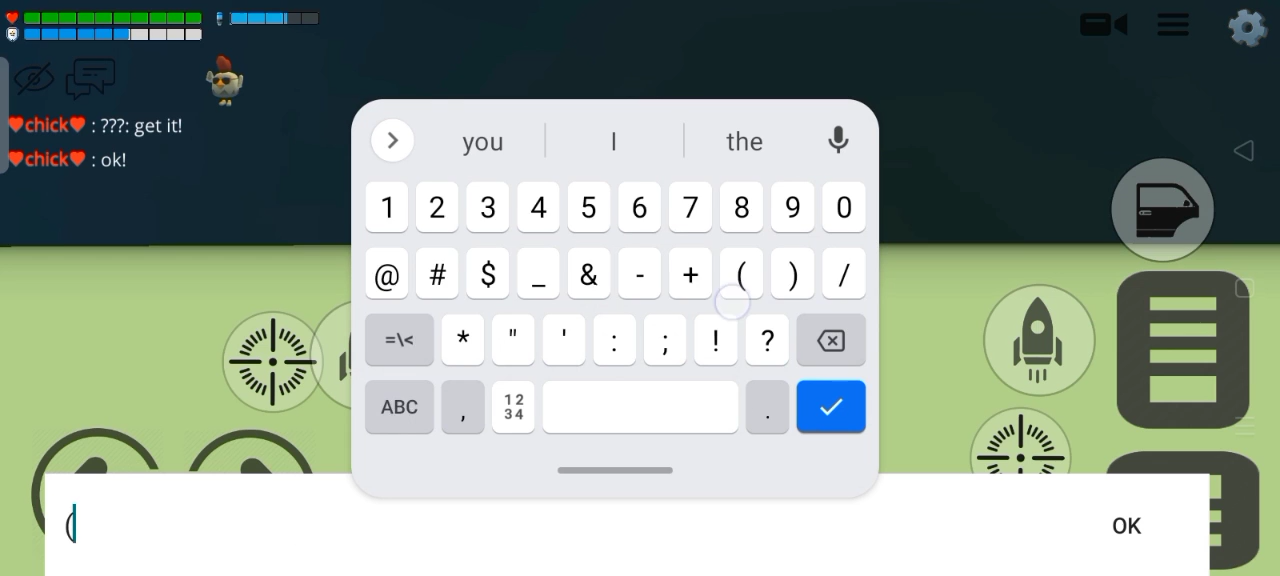 ♥chick♥ : ???: get it!
♥chick♥ : ok!
you I the
1 2 3 4 5 6 7 8 9 0
@ # $ _ & - + ( ) /
=\< * " ' : ; ! ?
ABC , 12 34 .
( OK